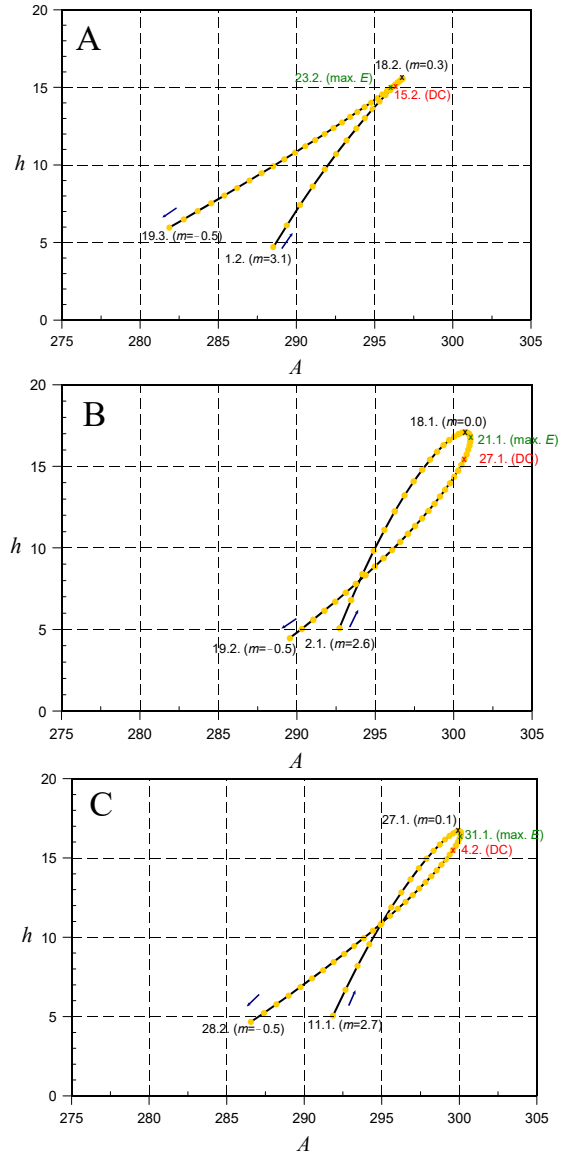 20
A
18.2. (m=0.3)
23.2. (max. E)
15
15.2. (DC)
h
10
5
19.3. (m=−0.5)
1.2. (m=3.1)
0
275 280 285 290 295 300 305
A
20
B
18.1. (m=0.0)
21.1. (max. E)
15
27.1. (DC)
h
10
5
19.2. (m=−0.5) 2.1. (m=2.6)
0
275 280 285 290 295 300 305
A
20
C
27.1. (m=0.1)
31.1. (max. E)
15
4.2. (DC)
h
10
5
28.2. (m=−0.5) 11.1. (m=2.7)
0
275 280 285 290 295 300 305
A